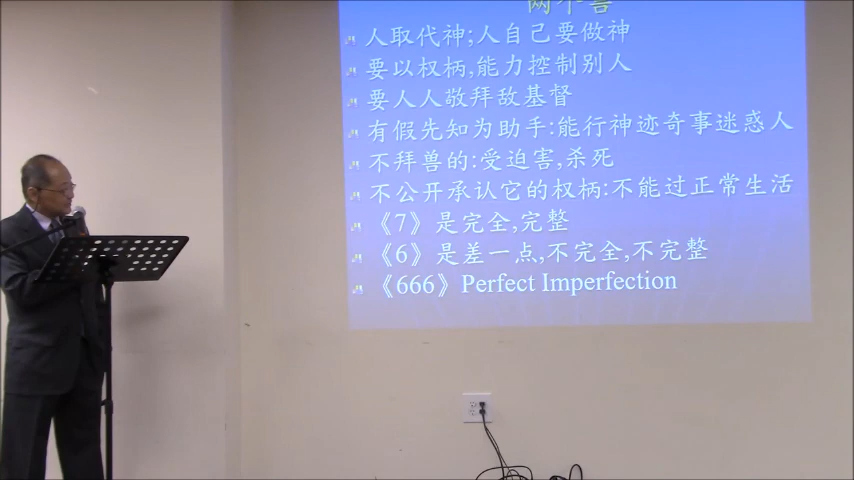 两个兽
人取代神;人自己要做神
要以权柄,能力控制别人
要人人敬拜敌基督
有假先知为助手:能行神迹奇事迷惑人
不拜兽的:受迫害,杀死
不公开承认它的权柄:不能过正常生活
《7》是完全,完整
《6》是差一点,不完全,不完整
《666》Perfect Imperfection